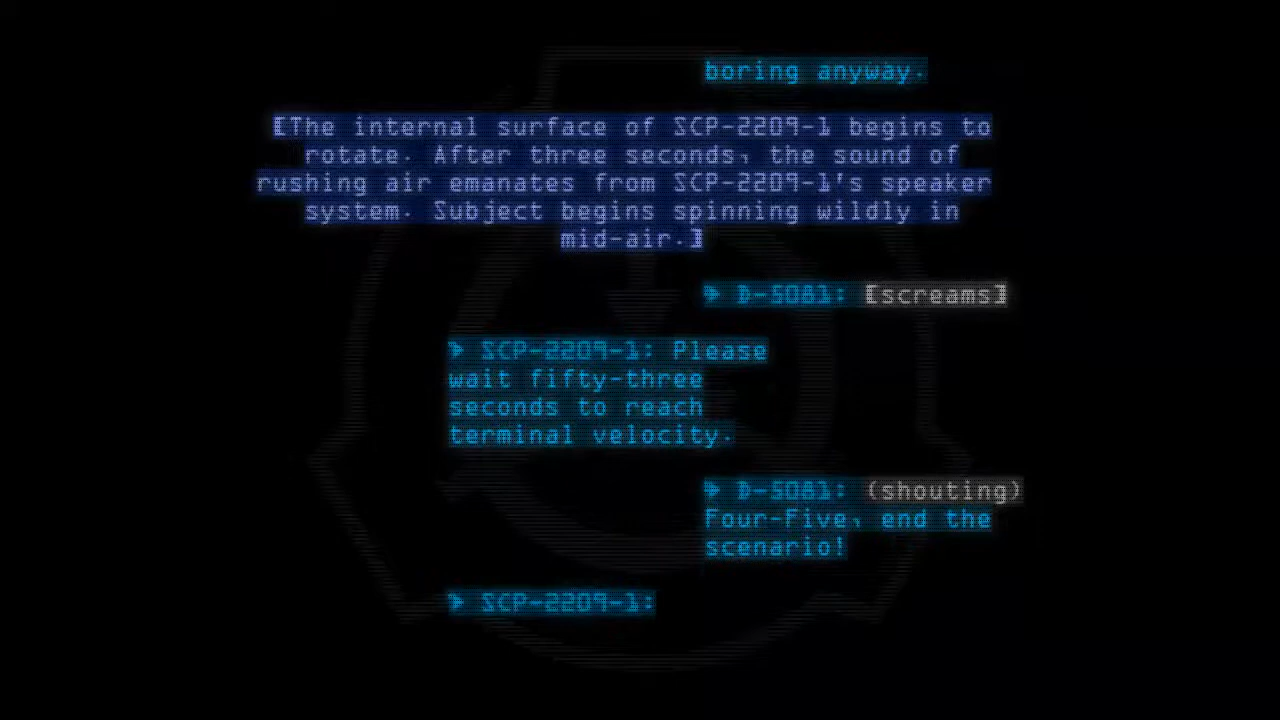 boring anyway.
[The internal surface of SCP-2209-1 begins to
rotate. After three seconds, the sound of
rushing air emanates from SCP-2209-1's speaker
system. Subject begins spinning wildly in
mid-air.]
> D-5081: [screams]
> SCP-2209-1: Please
wait fifty-three
seconds to reach
terminal velocity.
> D-5081: (shouting)
Four-Five, end the
scenario!
> SCP-2209-1: